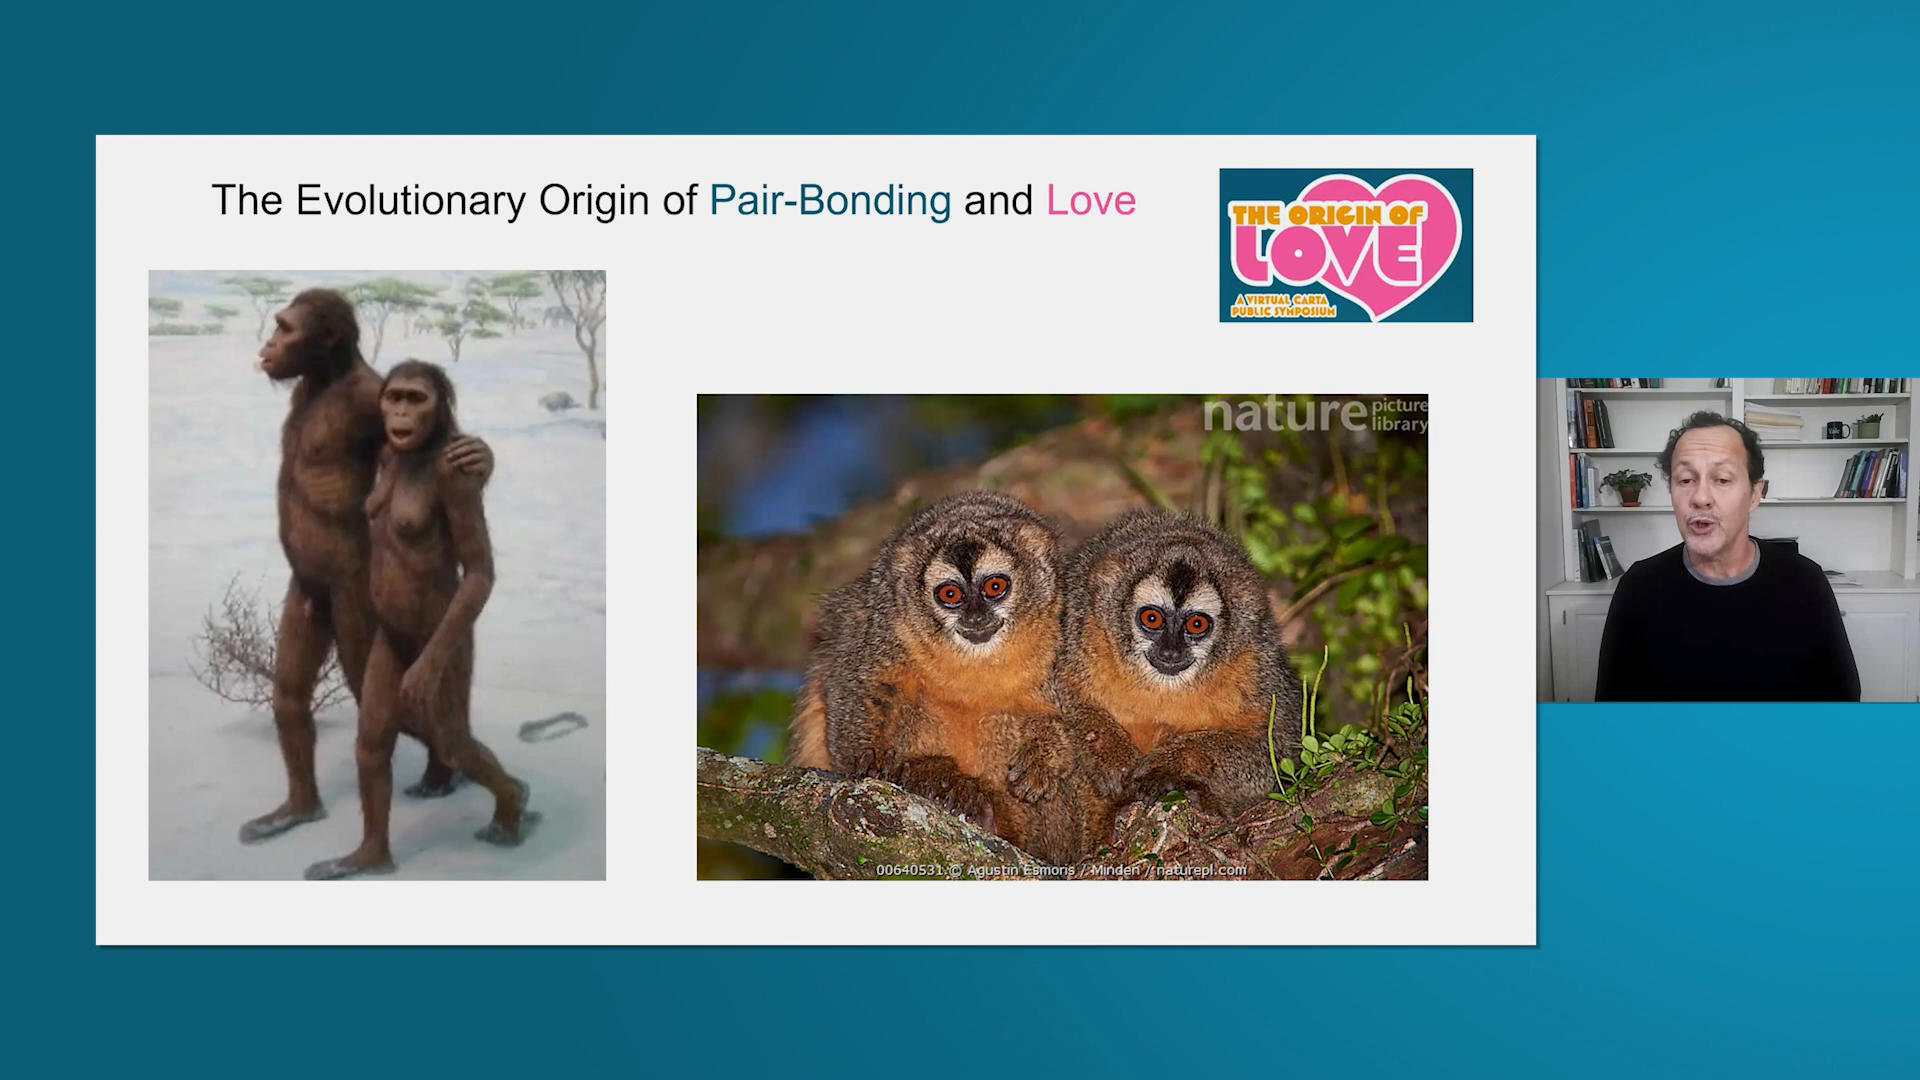 The Evolutionary Origin of Pair-Bonding and Love
THE ORIGIN OF
LOVE
A VIRTUAL CARTA
PUBLIC SYMPOSIUM
nature picture
library
00640531 © Agustin Esmoris / Minden / naturepl.com
Yale